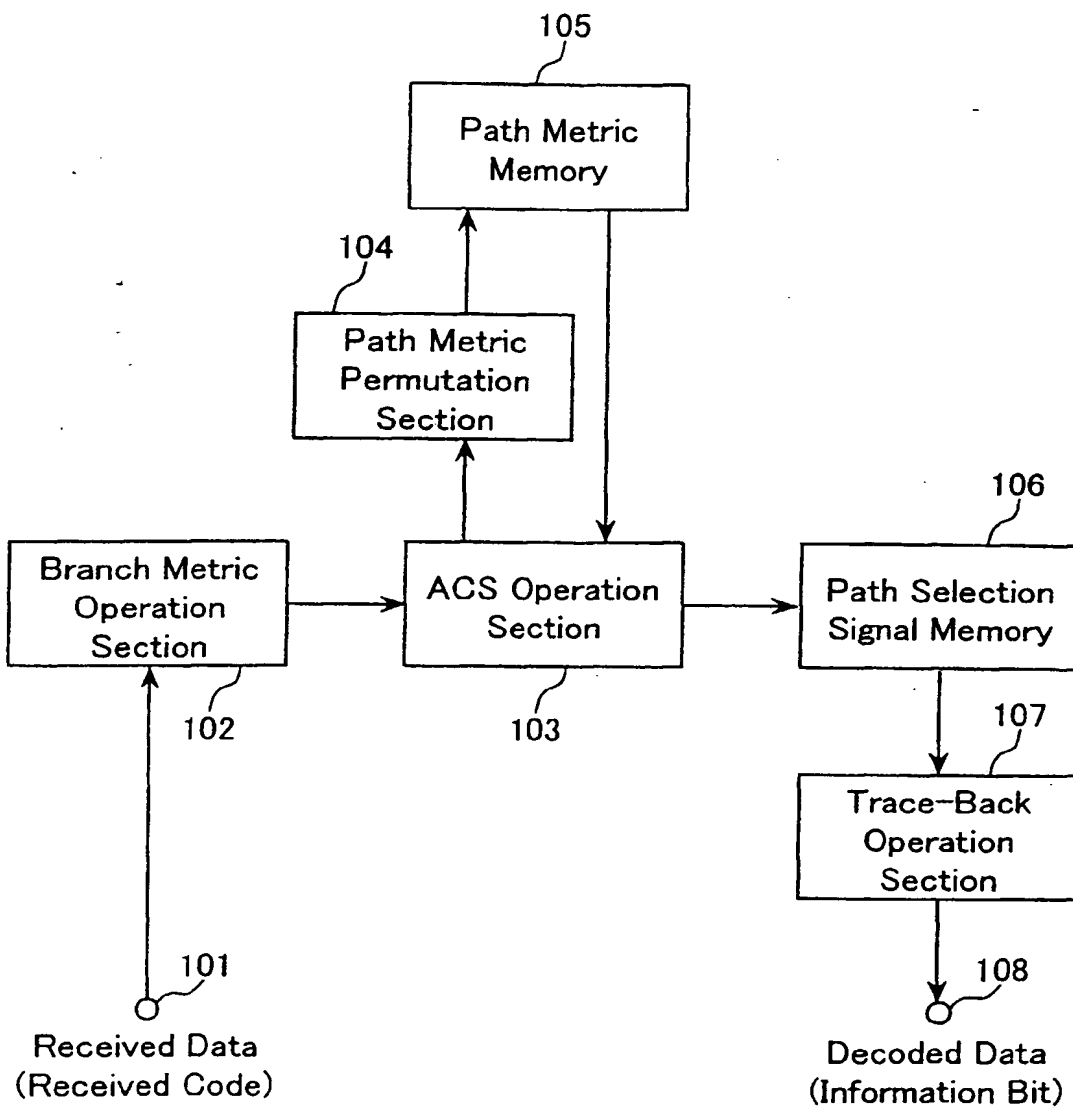 105
Path Metric
Memory
104
Path Metric
Permutation
Section
106
Branch Metric
Operation
Section
ACS Operation
Section
Path Selection
Signal Memory
102
103
107
Trace-Back
Operation
Section
101
108
Received Data
(Received Code)
Decoded Data
(Information Bit)